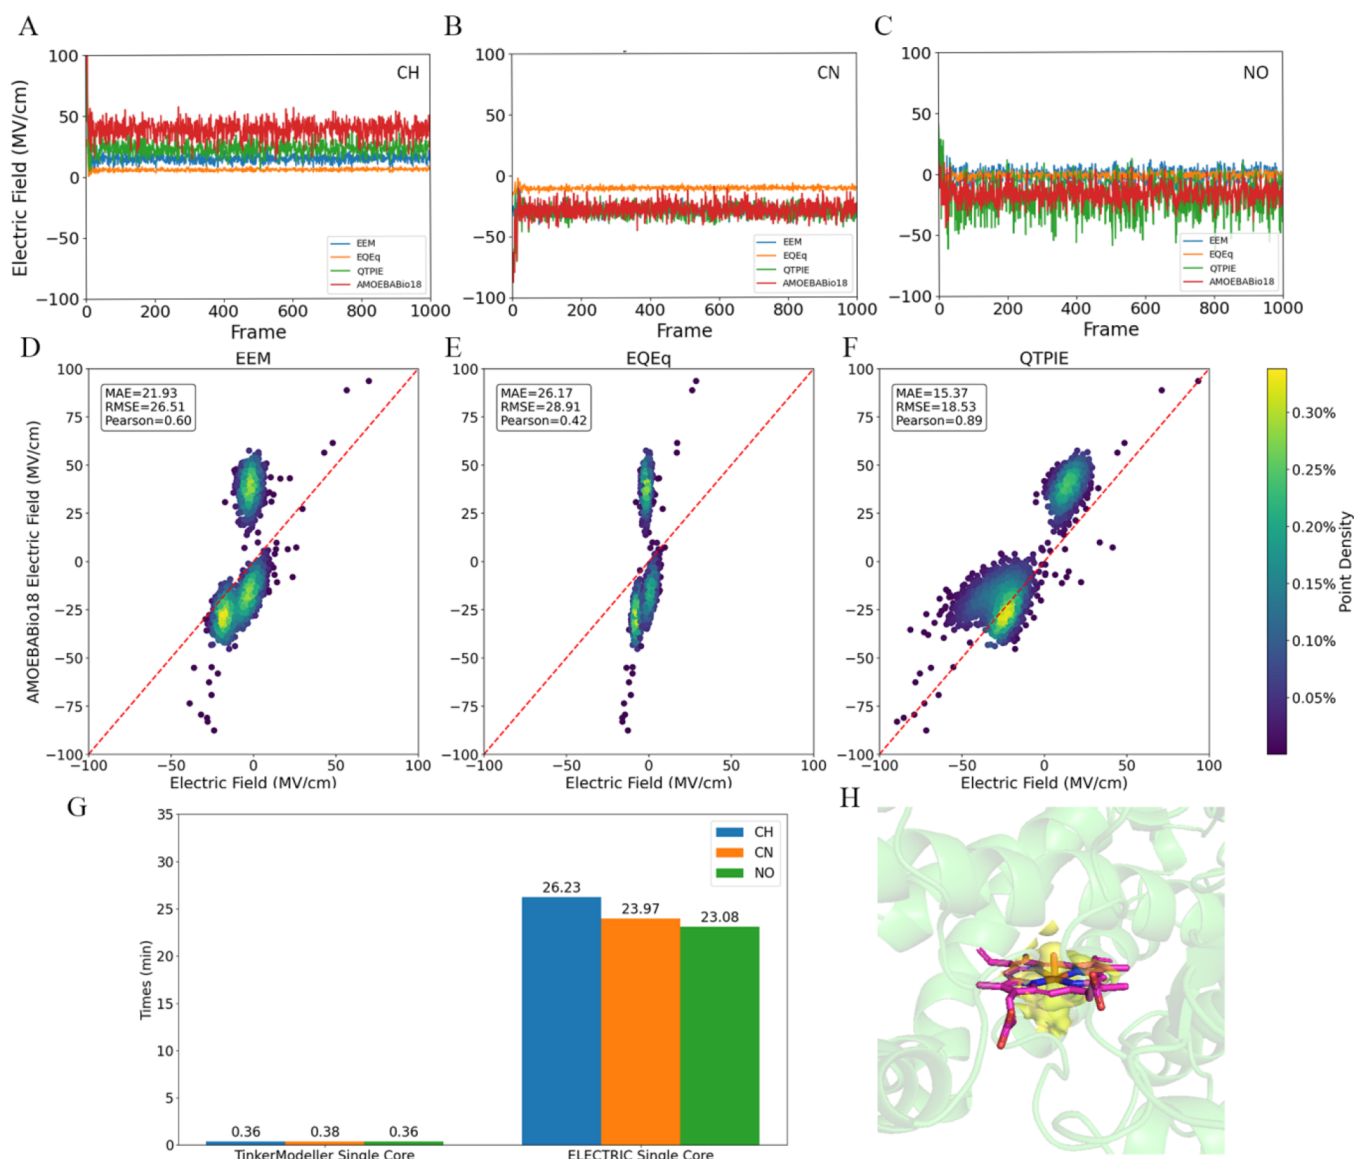 A
B
C
100
50
0
−50
−100
Electric Field (MV/cm)
CH
EEM
EQEq
QTPIE
AMOEBABio18
0
200
400
600
800
1000
Frame
100
50
0
−50
−100
CN
EEM
EQEq
QTPIE
AMOEBABio18
0
200
400
600
800
1000
Frame
100
50
0
−50
−100
NO
EEM
EQEq
QTPIE
AMOEBABio18
0
200
400
600
800
1000
Frame
D
EEM
100
75
50
25
0
−25
−50
−75
−100
AMOEBABio18 Electric Field (MV/cm)
MAE=21.93
RMSE=26.51
Pearson=0.60
−100
−50
0
50
100
Electric Field (MV/cm)
E
EQEq
100
75
50
25
0
−25
−50
−75
−100
MAE=26.17
RMSE=28.91
Pearson=0.42
−100
−50
0
50
100
Electric Field (MV/cm)
F
QTPIE
100
75
50
25
0
−25
−50
−75
−100
MAE=15.37
RMSE=18.53
Pearson=0.89
−100
−50
0
50
100
Electric Field (MV/cm)
0.30%
0.25%
0.20%
0.15%
0.10%
0.05%
Point Density
G
35
30
25
20
15
10
5
0
Times (min)
CH
CN
NO
0.36
0.38
0.36
26.23
23.97
23.08
TinkerModeller Single Core
ELECTRIC Single Core
H